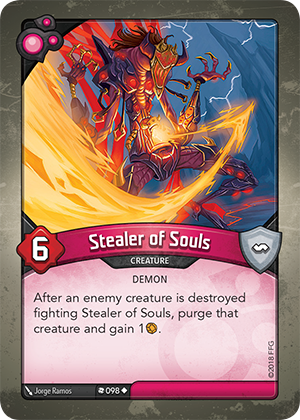 Stealer of Souls
6
CREATURE
DEMON
After an enemy creature is destroyed
fighting Stealer of Souls, purge that
creature and gain 1.
Jorge Ramos
098
©2018 FFG